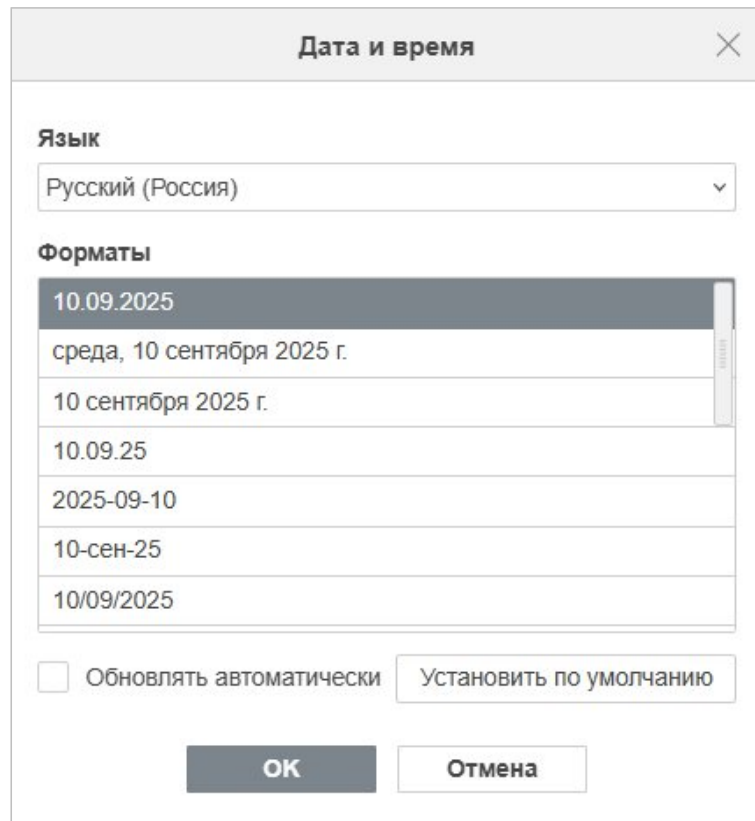 Дата и время
Язык
Русский (Россия)
Форматы
10.09.2025
среда, 10 сентября 2025 г.
10 сентября 2025 г.
10.09.25
2025-09-10
10-сен-25
10/09/2025
Обновлять автоматически Установить по умолчанию
OK Отмена